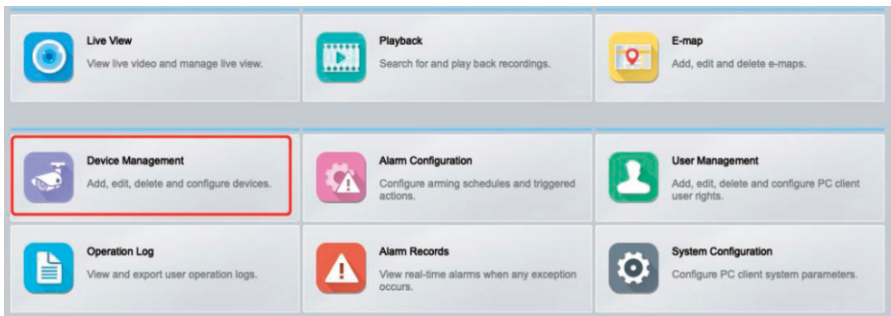 Live View
View live video and manage live view.
Playback
Search for and play back recordings.
E-map
Add, edit and delete e-maps.
Device Management
Add, edit, delete and configure devices.
Alarm Configuration
Configure arming schedules and triggered
actions.
User Management
Add, edit, delete and configure PC client
user rights.
Operation Log
View and export user operation logs.
Alarm Records
View real-time alarms when any exception
occurs.
System Configuration
Configure PC client system parameters.